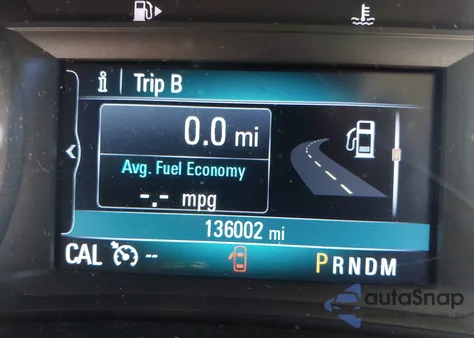 i Trip B
0.0 mi
Avg. Fuel Economy
-.- mpg
136002 mi
CAL -- PRNDM
autoSnap